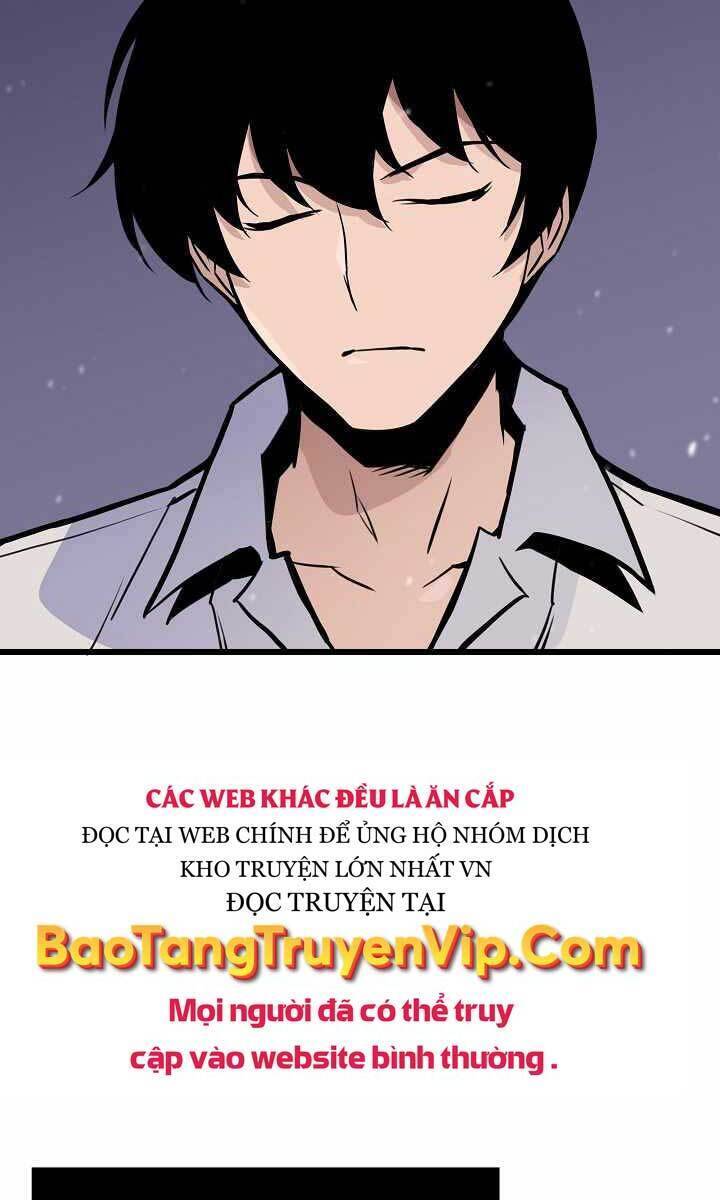 CÁC WEB KHÁC ĐỀU LÀ ĂN CẮP
ĐỌC TẠI WEB CHÍNH ĐỂ ỦNG HỘ NHÓM DỊCH
KHO TRUYỆN LỚN NHẤT VN
ĐỌC TRUYỆN TẠI
BaoTangTruyenVip.Com
Mọi người đã có thể truy
cập vào website bình thường .